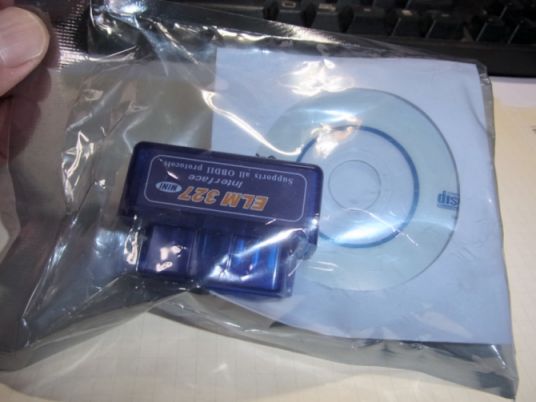 ELM 327
Interface MINI
Supports all OBDII protocols.